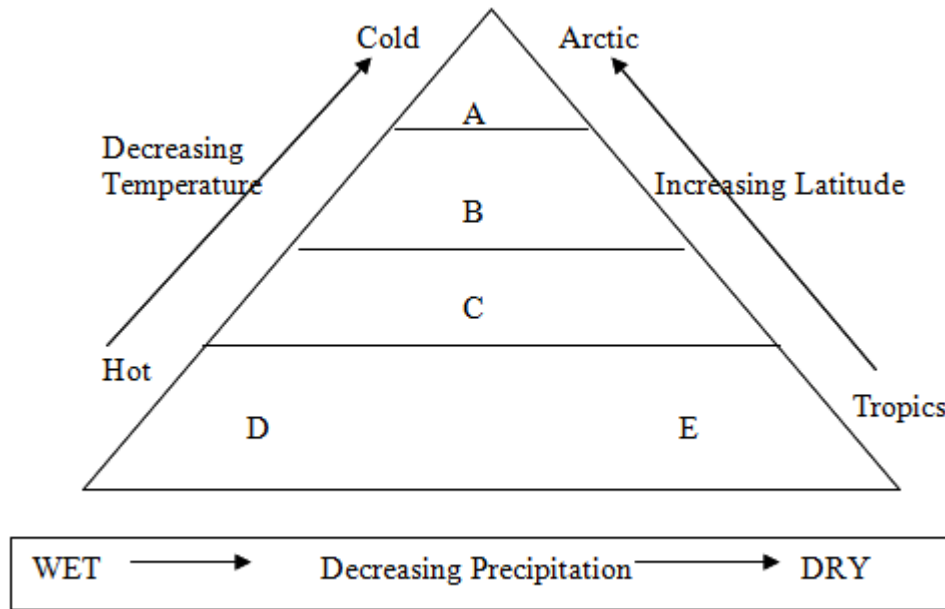 Cold
Arctic
A
Decreasing
Temperature
Increasing Latitude
B
C
Hot
Tropics
D
E
WET
Decreasing Precipitation
DRY